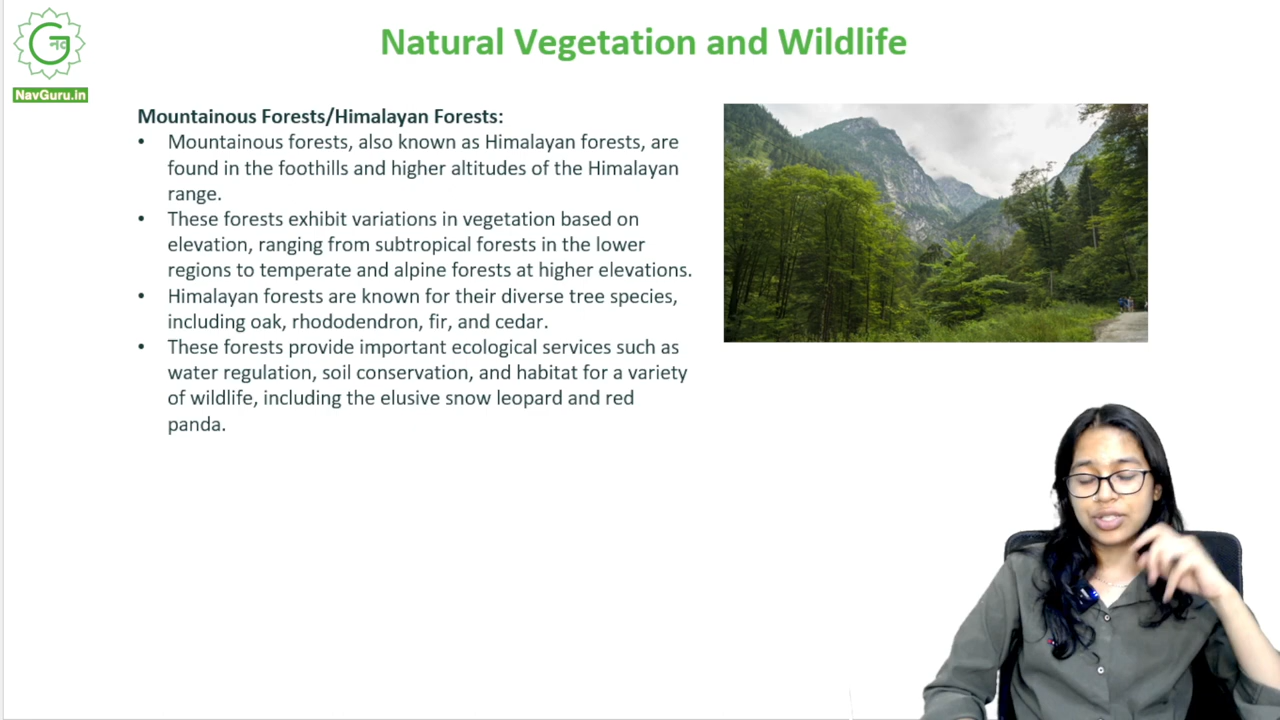 नव
NavGuru.in
Natural Vegetation and Wildlife
Mountainous Forests/Himalayan Forests:
• Mountainous forests, also known as Himalayan forests, are
found in the foothills and higher altitudes of the Himalayan
range.
• These forests exhibit variations in vegetation based on
elevation, ranging from subtropical forests in the lower
regions to temperate and alpine forests at higher elevations.
• Himalayan forests are known for their diverse tree species,
including oak, rhododendron, fir, and cedar.
• These forests provide important ecological services such as
water regulation, soil conservation, and habitat for a variety
of wildlife, including the elusive snow leopard and red
panda.